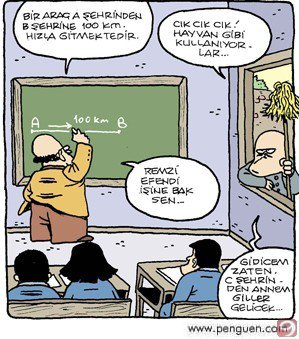 BİR ARAÇ A ŞEHRİNDEN
B ŞEHRİNE 100 KM.
HIZLA GİTMEKTEDİR.
CIK CIK CIK!
HAYVAN GİBİ
KULLANIYOR-
LAR...
A → 100 km B
REMZİ
EFENDİ
İŞİNE BAK
SEN...
GİDİCEM
ZATEN.
C ŞEHRİN-
DEN ANNEM-
GİLLER
GELİCEK...
www.penguen.com